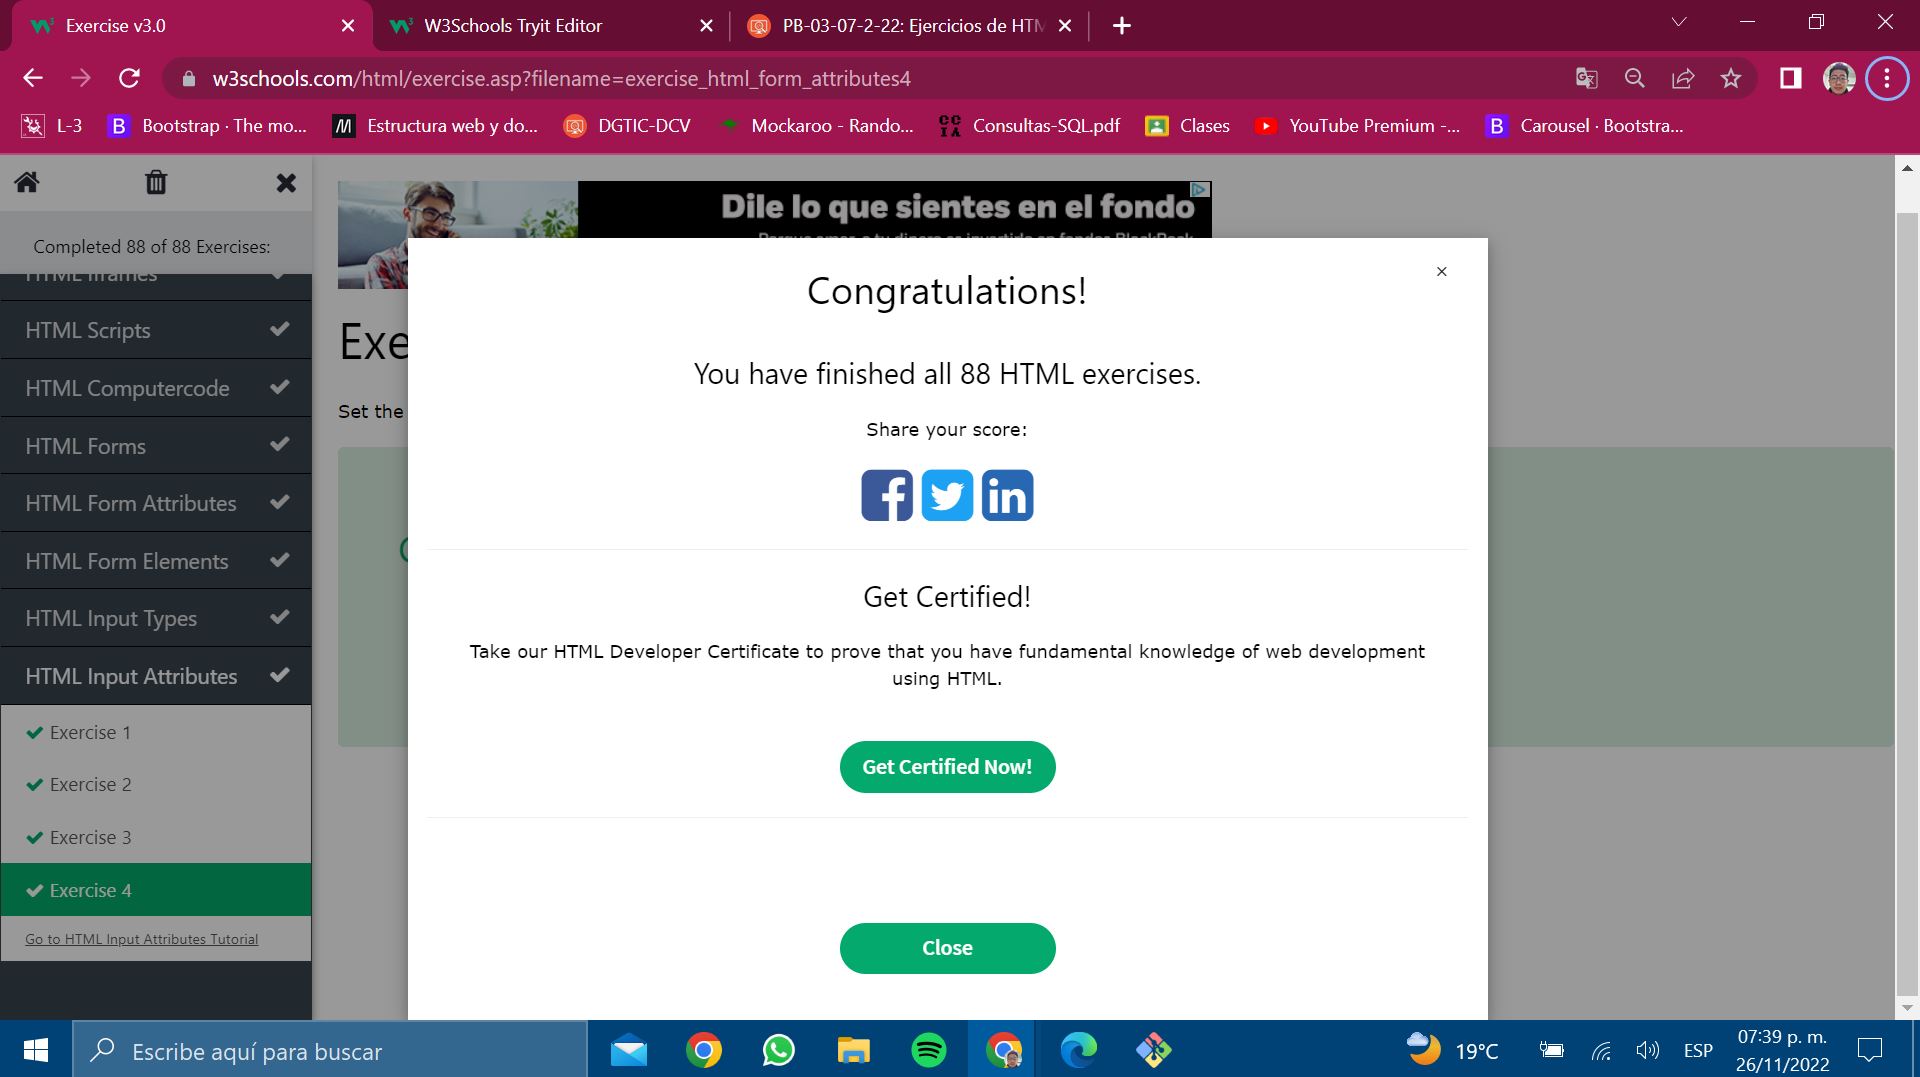 Exercise v3.0
W3Schools Tryit Editor
PB-03-07-2-22: Ejercicios de HTM
w3schools.com/html/exercise.asp?filename=exercise_html_form_attributes4
L-3
Bootstrap · The mo...
Estructura web y do...
DGTIC-DCV
Mockaroo - Rando...
Consultas-SQL.pdf
Clases
YouTube Premium -...
Carousel · Bootstra...
Completed 88 of 88 Exercises:
HTML Iframes
HTML Scripts
HTML Computercode
HTML Forms
HTML Form Attributes
HTML Form Elements
HTML Input Types
HTML Input Attributes
Exercise 1
Exercise 2
Exercise 3
Exercise 4
Go to HTML Input Attributes Tutorial
Dile lo que sientes en el fondo
Exe
Set the
Congratulations!
You have finished all 88 HTML exercises.
Share your score:
Get Certified!
Take our HTML Developer Certificate to prove that you have fundamental knowledge of web development
using HTML.
Get Certified Now!
Close
Escribe aquí para buscar
19°C
ESP
07:39 p. m.
26/11/2022